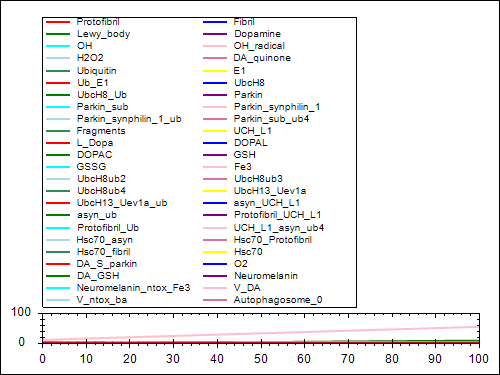 Protofibril Fibril
Lewy_body Dopamine
OH OH_radical
H2O2 DA_quinone
Ubiquitin E1
Ub_E1 UbcH8
UbcH8_Ub Parkin
Parkin_sub Parkin_synphilin_1
Parkin_synphilin_1_ub Parkin_sub_ub4
Fragments UCH_L1
L_Dopa DOPAL
DOPAC GSH
GSSG Fe3
UbcH8ub2 UbcH8ub3
UbcH8ub4 UbcH13_Uev1a
UbcH13_Uev1a_ub asyn_UCH_L1
asyn_ub Protofibril_UCH_L1
Protofibril_Ub UCH_L1_asyn_ub4
Hsc70_asyn Hsc70_Protofibril
Hsc70_fibril Hsc70
DA_S_parkin O2
DA_GSH Neuromelanin
Neuromelanin_ntox_Fe3 V_DA
V_ntox_ba Autophagosome_0
100
0
0 10 20 30 40 50 60 70 80 90 100